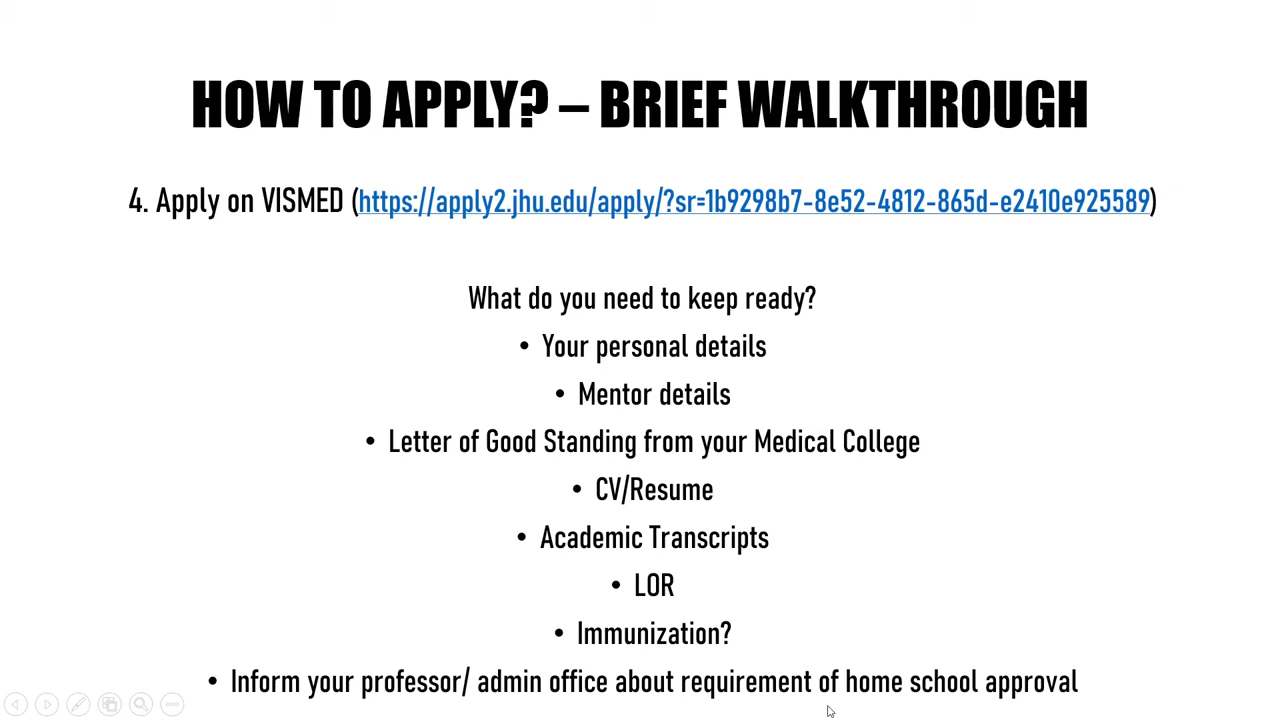 HOW TO APPLY? – BRIEF WALKTHROUGH
4. Apply on VISMED (https://apply2.jhu.edu/apply/?sr=1b9298b7-8e52-4812-865d-e2410e925589)
What do you need to keep ready?
• Your personal details
• Mentor details
• Letter of Good Standing from your Medical College
• CV/Resume
• Academic Transcripts
• LOR
• Immunization?
• Inform your professor/ admin office about requirement of home school approval